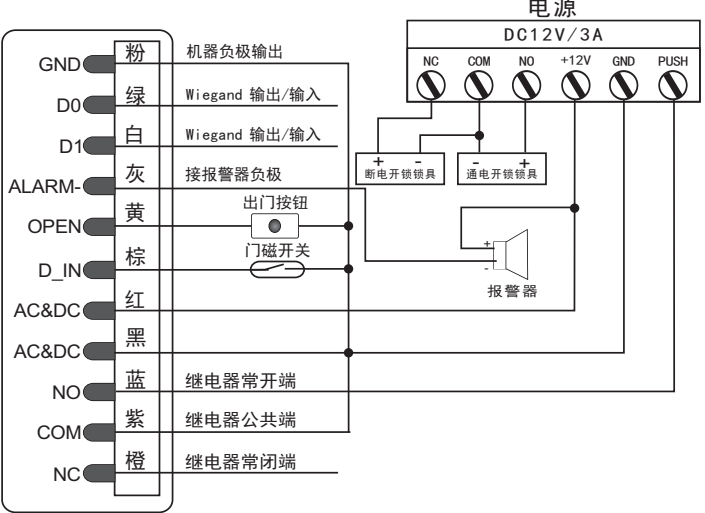 电源
DC12V/3A
NC COM NO +12V GND PUSH
+ - - +
断电开锁锁具 通电开锁锁具
GND 粉 机器负极输出
D0 绿 Wiegand 输出/输入
D1 白 Wiegand 输出/输入
ALARM- 灰 接报警器负极
出门按钮
OPEN 黄
门磁开关
D_IN 棕
+
-
报警器
AC&DC 红
AC&DC 黑
NO 蓝 继电器常开端
COM 紫 继电器公共端
NC 橙 继电器常闭端